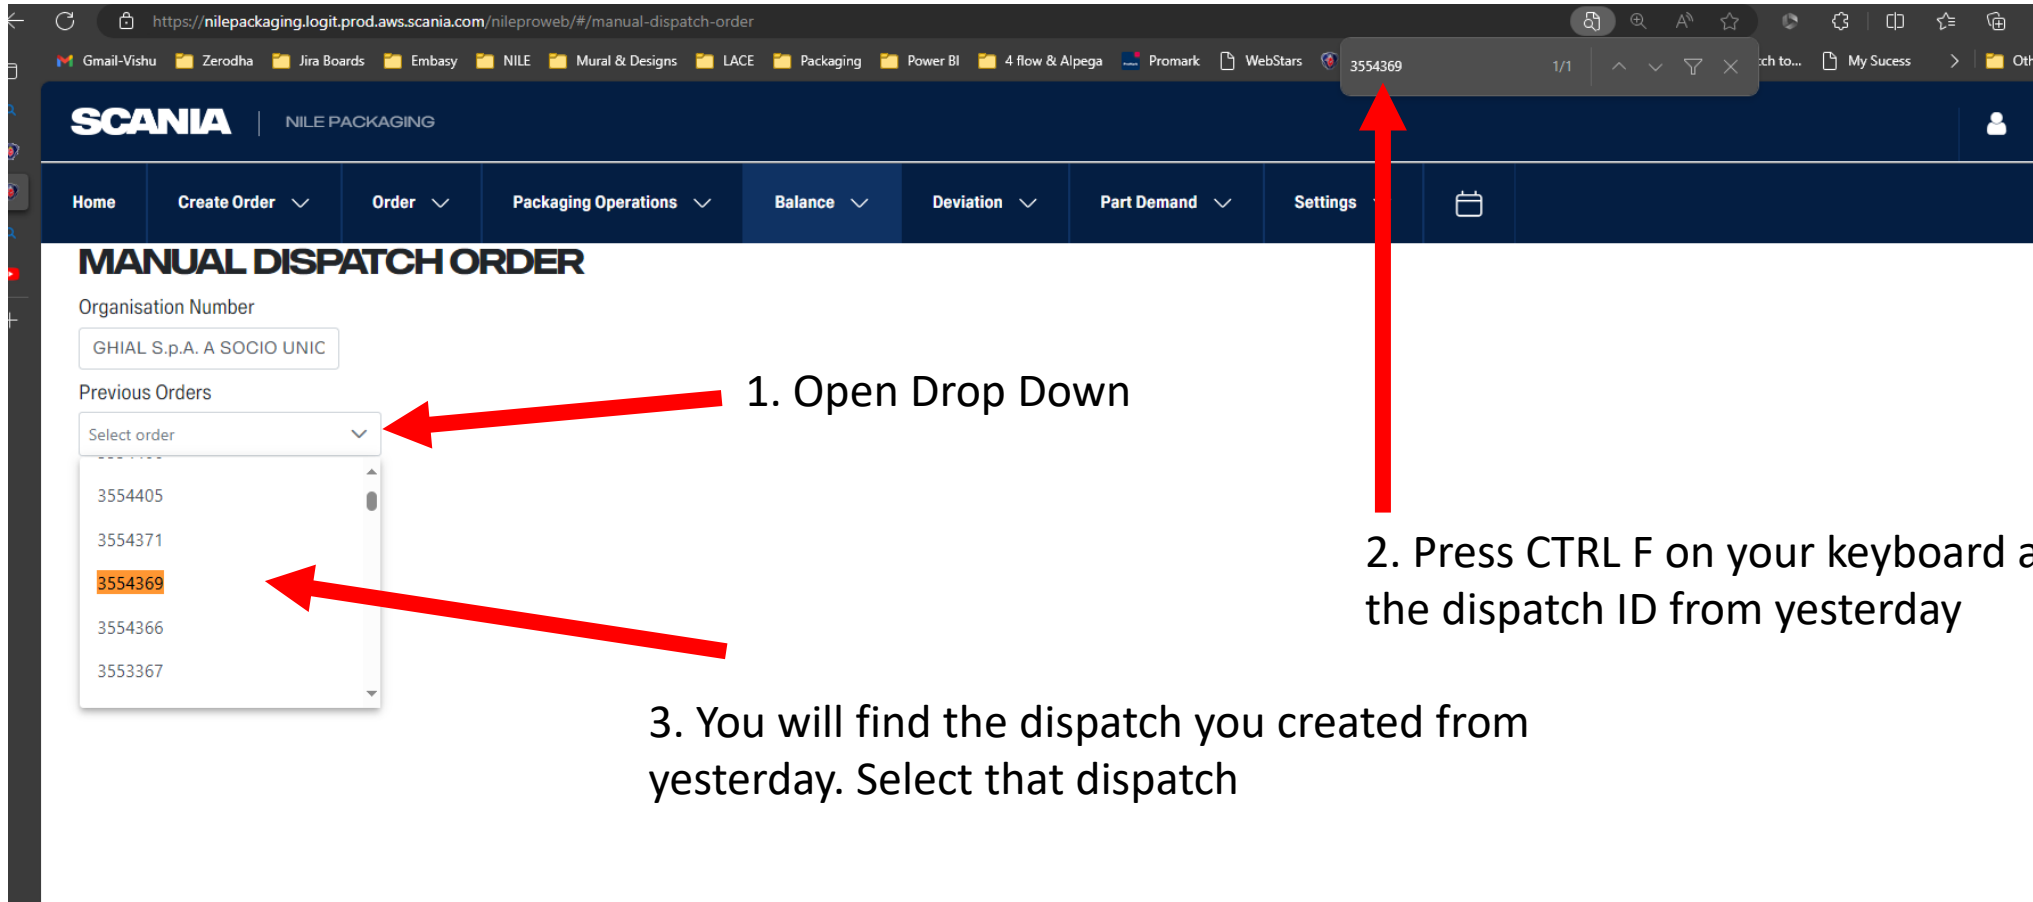 https://nilepackaging.logit.prod.aws.scania.com/nileproweb/#/manual-dispatch-order
Gmail-Vishu Zerodha Jira Boards Embasy NILE Mural & Designs LACE Packaging Power BI 4 flow & Alpega Promark WebStars
3554369 1/1
tch to... My Sucess Oth
SCANIA NILE PACKAGING
Home Create Order Order Packaging Operations Balance Deviation Part Demand Settings
MANUAL DISPATCH ORDER
Organisation Number
GHIAL S.p.A. A SOCIO UNIC
Previous Orders
Select order
3554405
3554371
3554369
3554366
3553367
1. Open Drop Down
2. Press CTRL F on your keyboard a
the dispatch ID from yesterday
3. You will find the dispatch you created from
yesterday. Select that dispatch